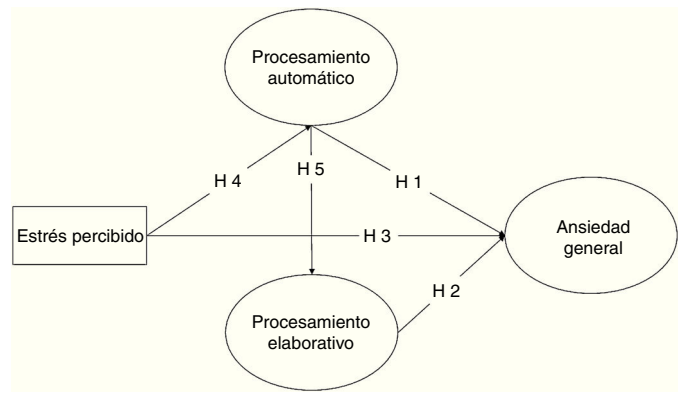 Procesamiento
automático
H 4
H 5
H 1
Estrés percibido
H 3
Ansiedad
general
H 2
Procesamiento
elaborativo